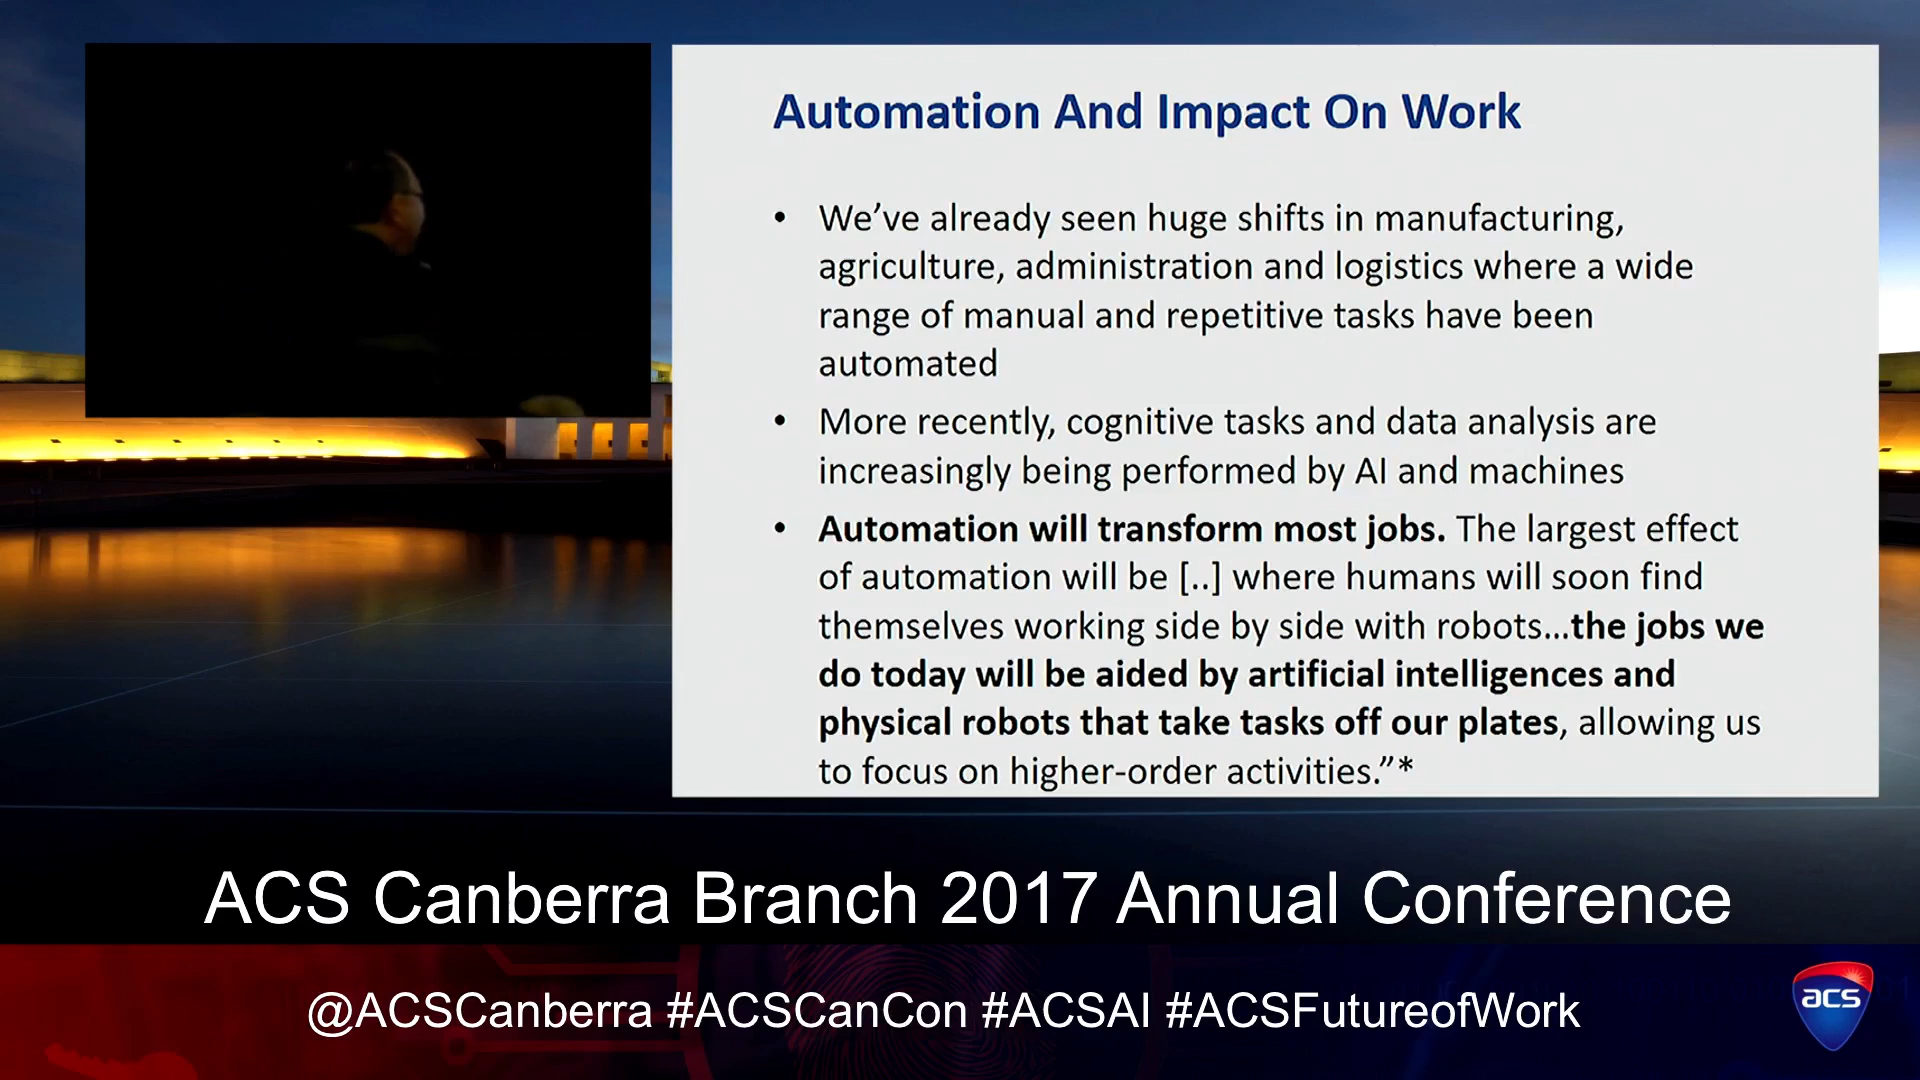 Automation And Impact On Work
• We’ve already seen huge shifts in manufacturing,
agriculture, administration and logistics where a wide
range of manual and repetitive tasks have been
automated
• More recently, cognitive tasks and data analysis are
increasingly being performed by AI and machines
• Automation will transform most jobs. The largest effect
of automation will be [..] where humans will soon find
themselves working side by side with robots…the jobs we
do today will be aided by artificial intelligences and
physical robots that take tasks off our plates, allowing us
to focus on higher-order activities.”*
ACS Canberra Branch 2017 Annual Conference
@ACSCanberra #ACSCanCon #ACSAI #ACSFutureofWork
acs